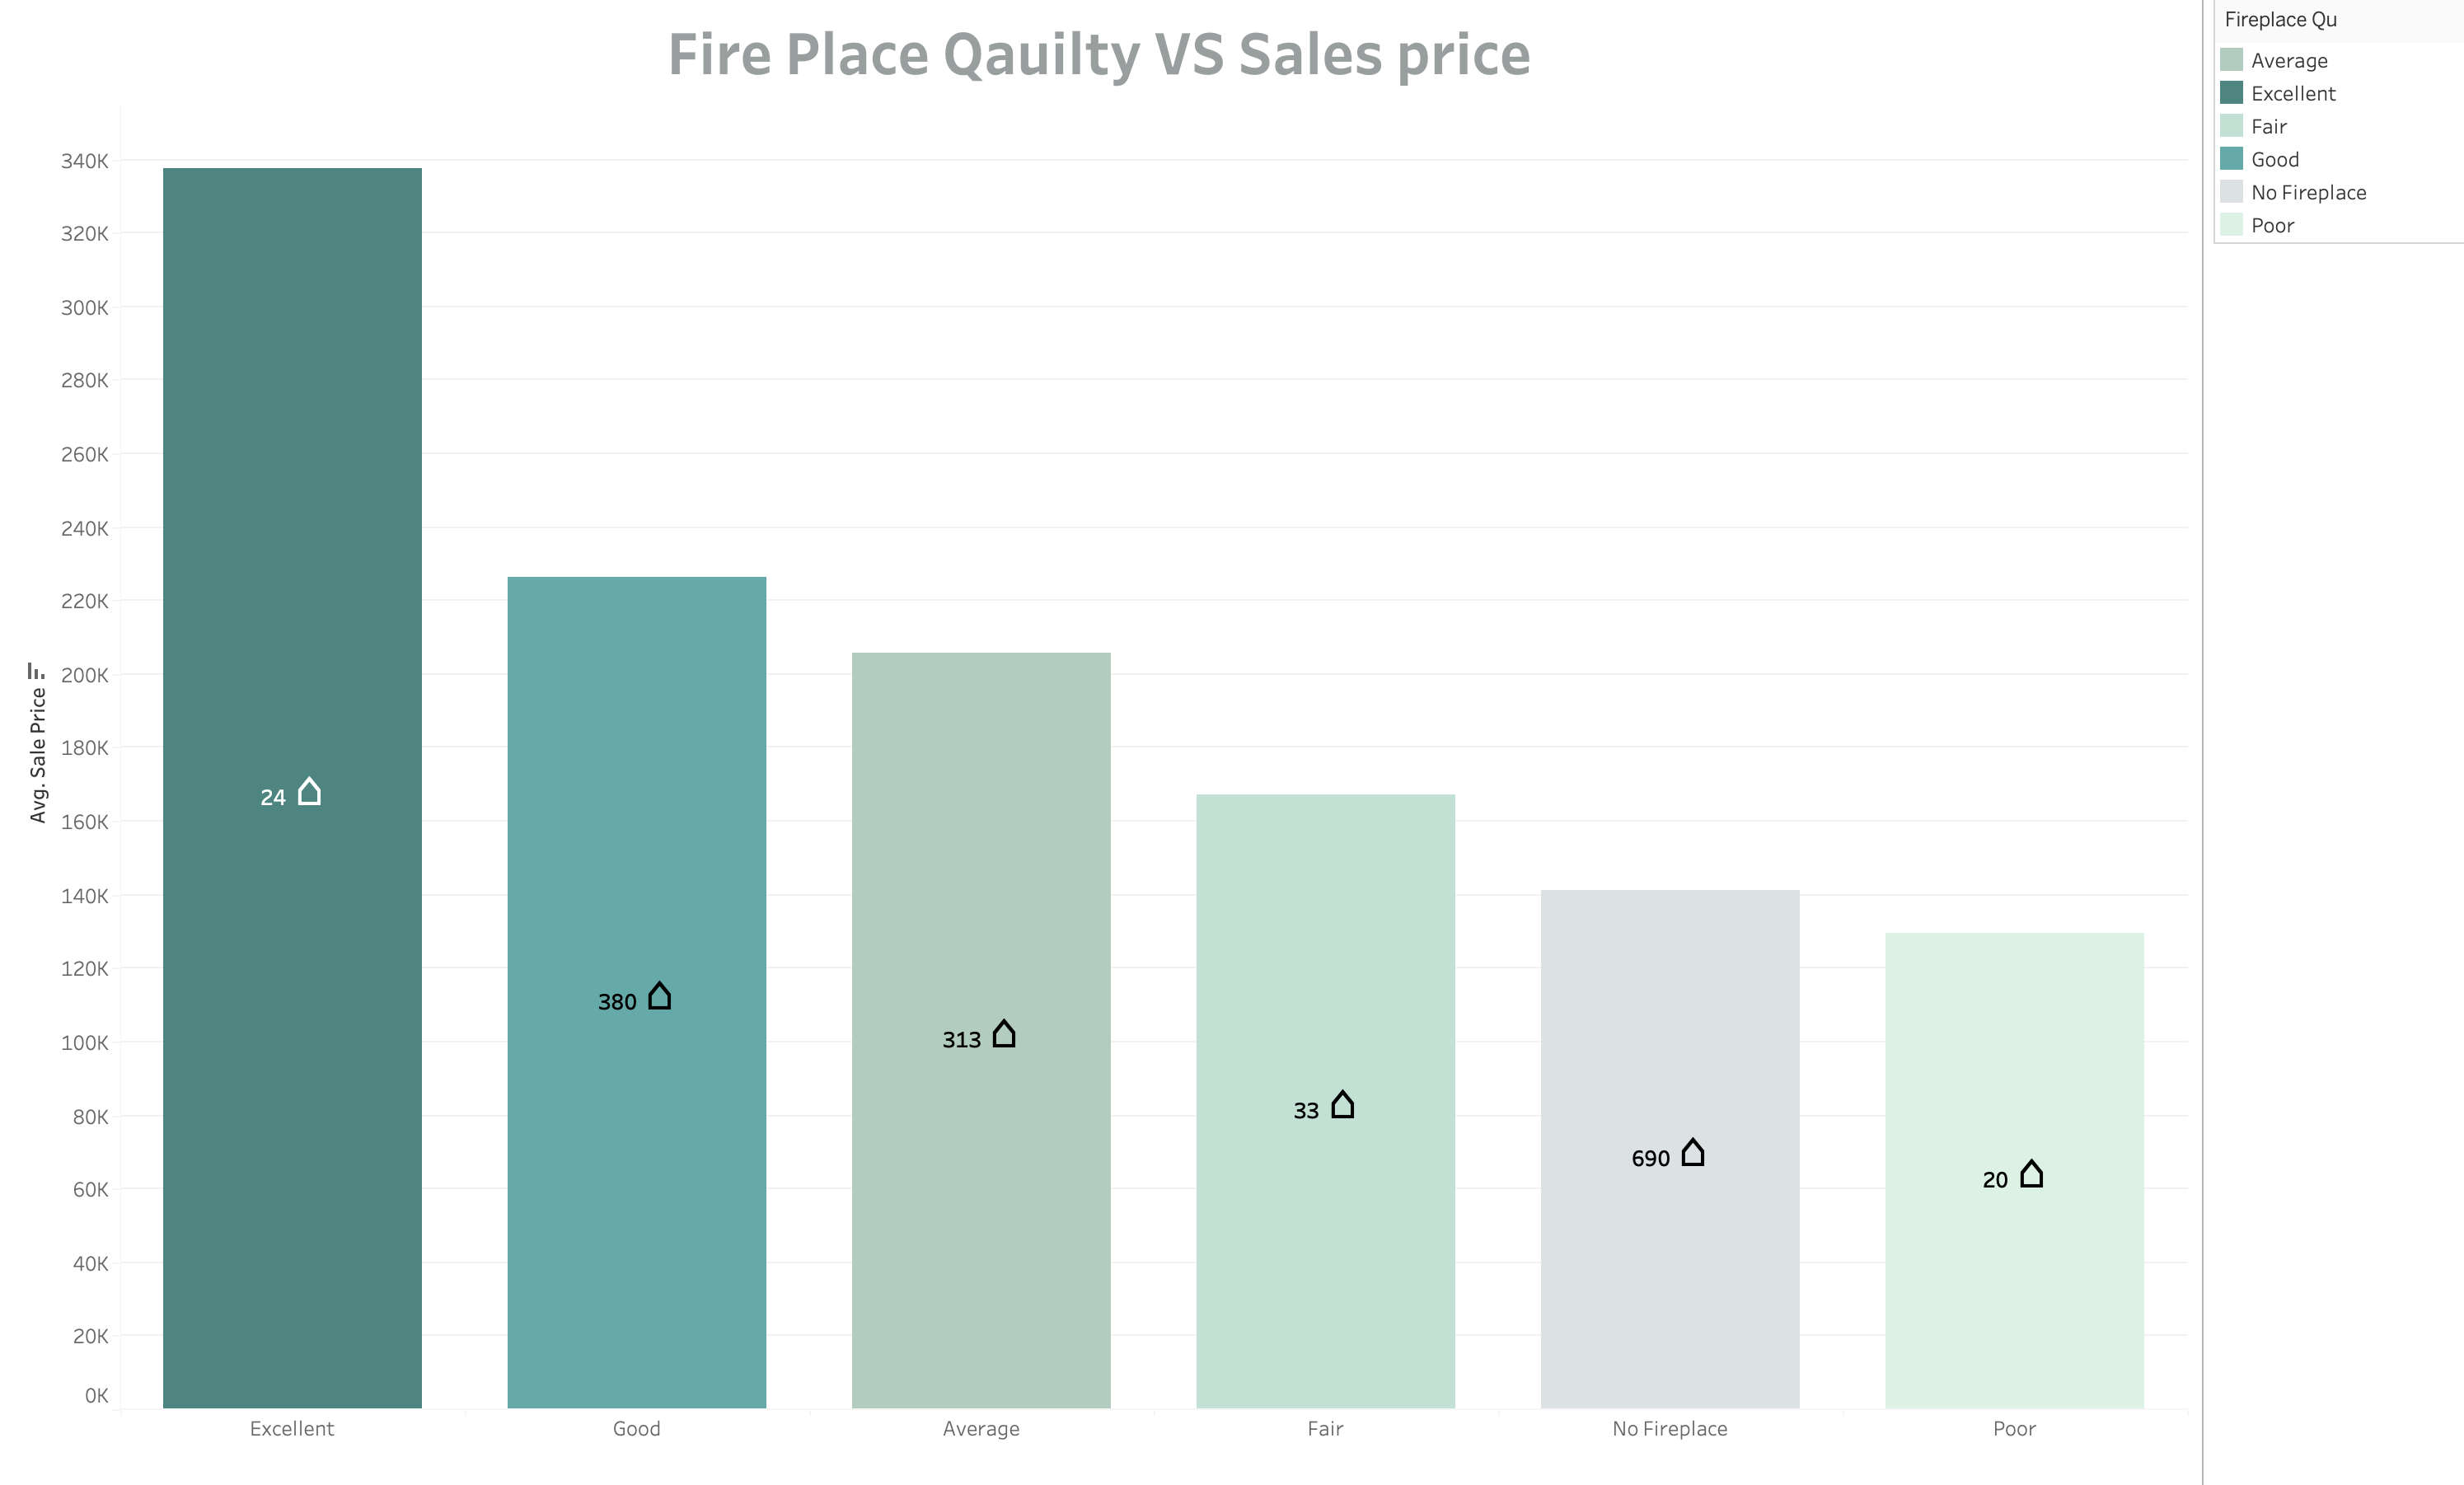 Fire Place Qauilty VS Sales price
Avg. Sale Price
340K
320K
300K
280K
260K
240K
220K
200K
180K
160K
140K
120K
100K
80K
60K
40K
20K
0K
24
380
313
33
690
20
Excellent
Good
Average
Fair
No Fireplace
Poor
Fireplace Qu
Average
Excellent
Fair
Good
No Fireplace
Poor